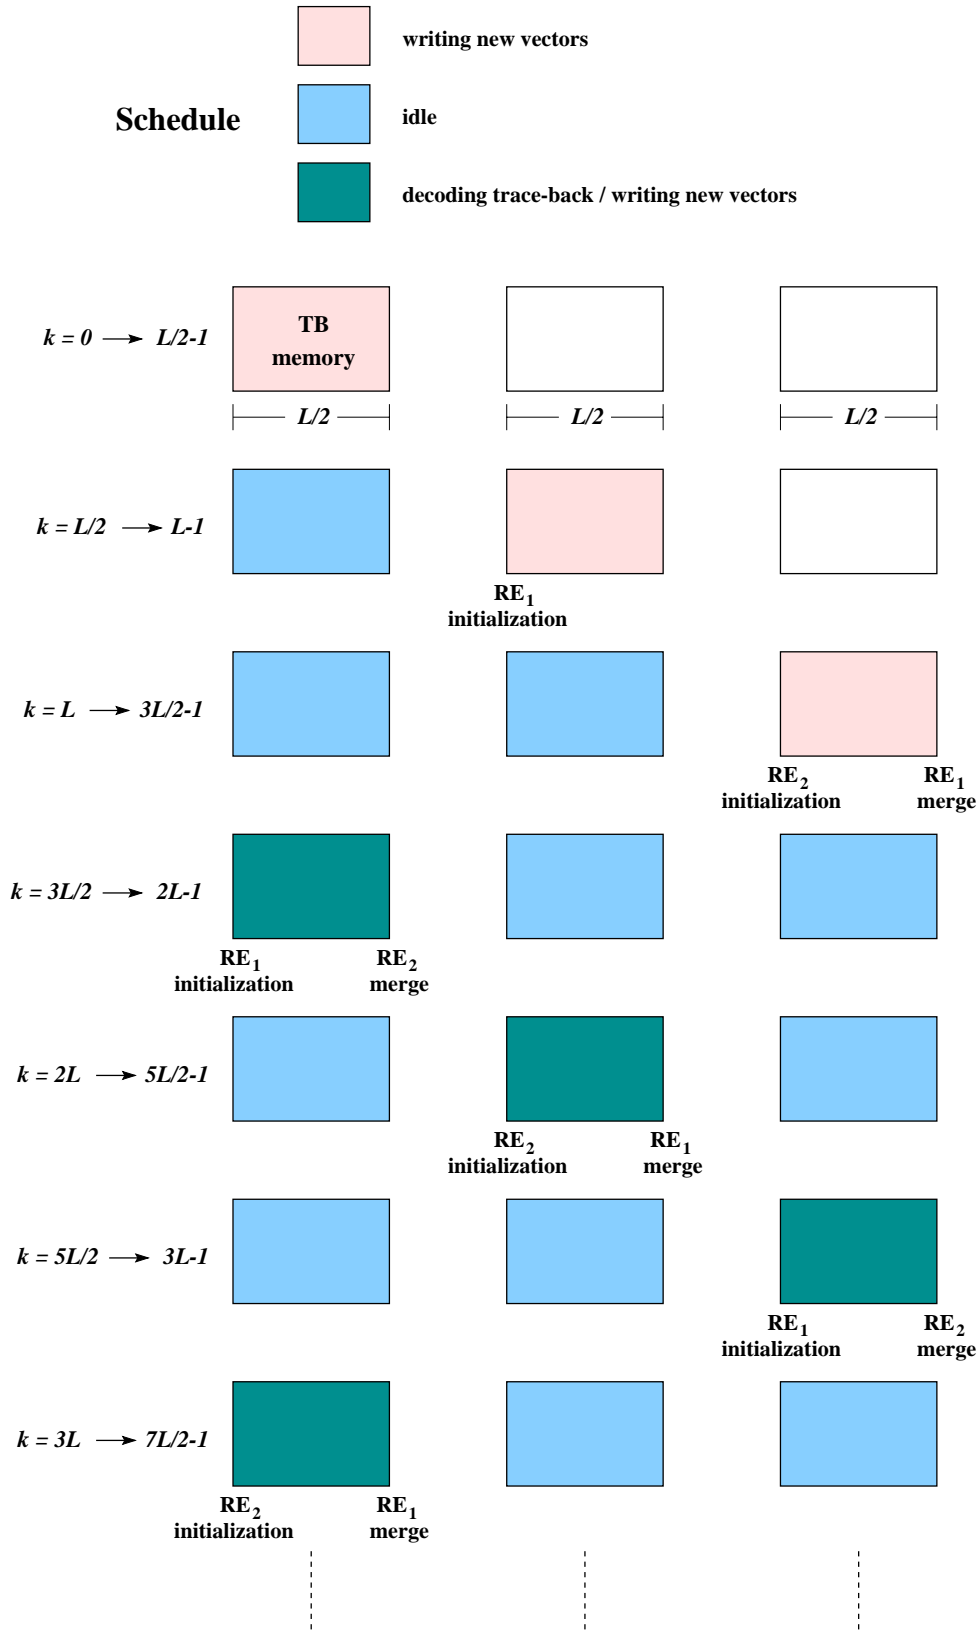 writing new vectors
Schedule
idle
decoding trace-back / writing new vectors
k = 0 → L/2-1
TB
memory
L/2
L/2
L/2
k = L/2 → L-1
RE1
initialization
k = L → 3L/2-1
RE2
initialization
RE1
merge
k = 3L/2 → 2L-1
RE1
initialization
RE2
merge
k = 2L → 5L/2-1
RE2
initialization
RE1
merge
k = 5L/2 → 3L-1
RE1
initialization
RE2
merge
k = 3L → 7L/2-1
RE2
initialization
RE1
merge